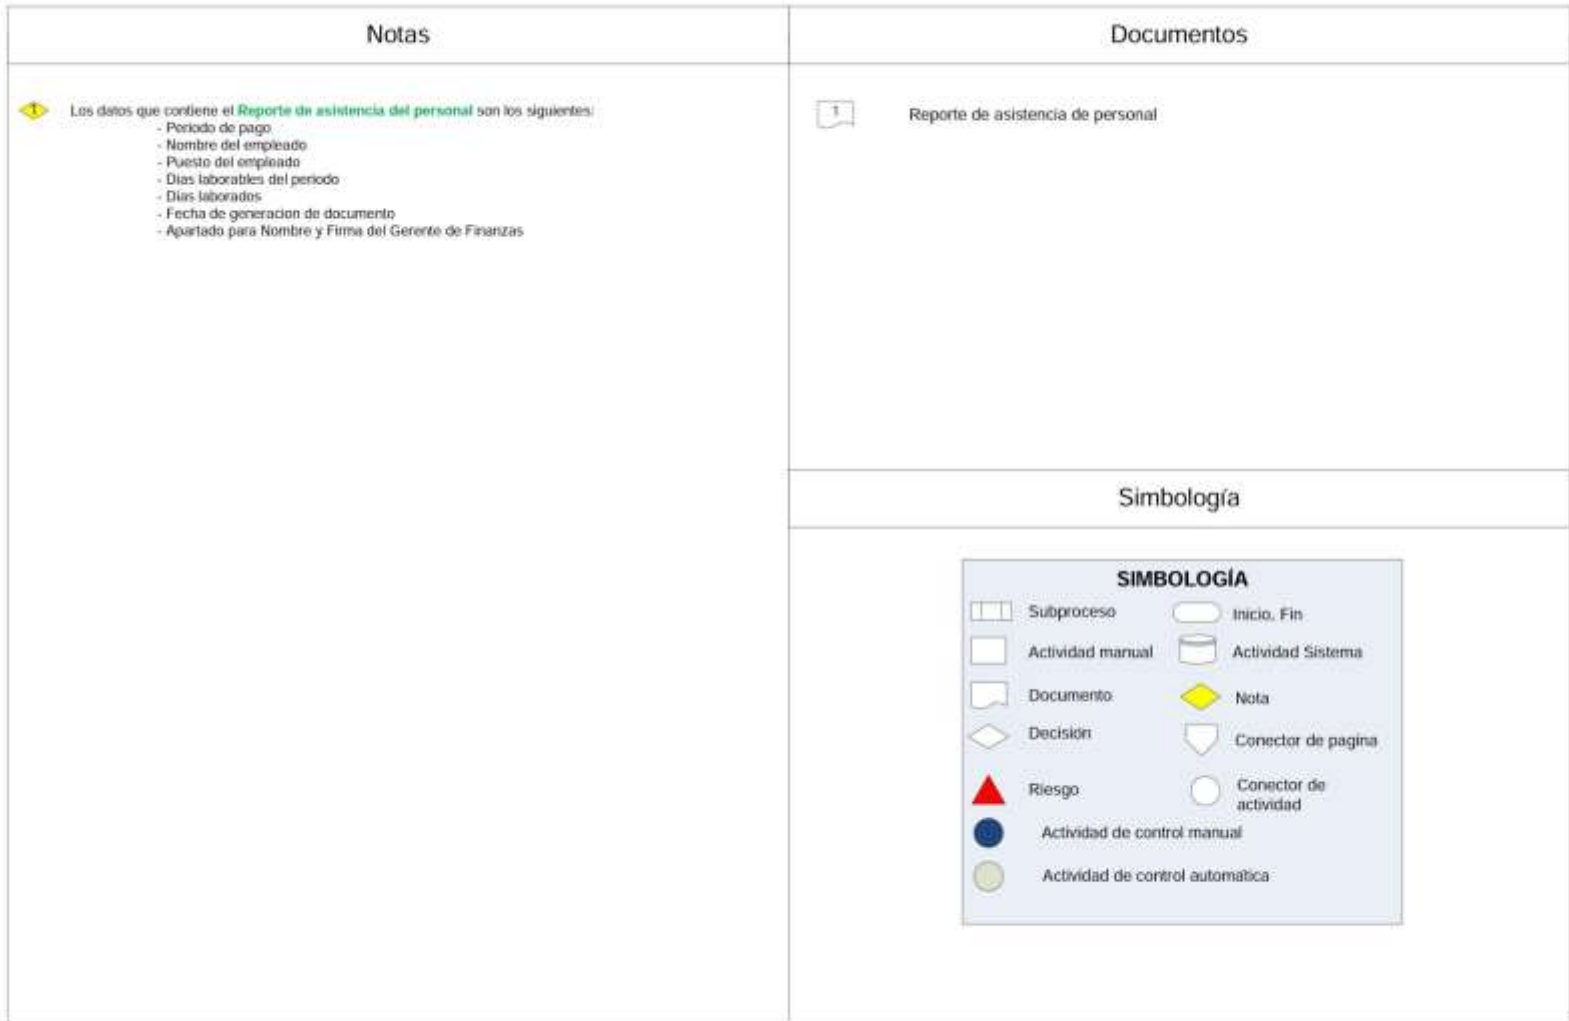 Notas
1
Los datos que contiene el Reporte de asistencia del personal son los siguientes:
- Periodo de pago
- Nombre del empleado
- Puesto del empleado
- Dias laborables del periodo
- Dias laborados
- Fecha de generacion de documento
- Apartado para Nombre y Firma del Gerente de Finanzas
Documentos
1
Reporte de asistencia de personal
Simbología
SIMBOLOGÍA
Subproceso
Inicio, Fin
Actividad manual
Actividad Sistema
Documento
Nota
Decisión
Conector de pagina
Riesgo
Conector de
actividad
Actividad de control manual
Actividad de control automática